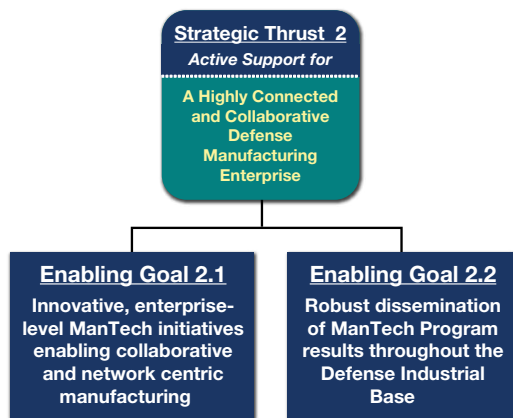 Strategic Thrust 2
Active Support for
A Highly Connected
and Collaborative
Defense
Manufacturing
Enterprise
Enabling Goal 2.1
Innovative, enterprise-
level ManTech initiatives
enabling collaborative
and network centric
manufacturing
Enabling Goal 2.2
Robust dissemination
of ManTech Program
results throughout the
Defense Industrial
Base